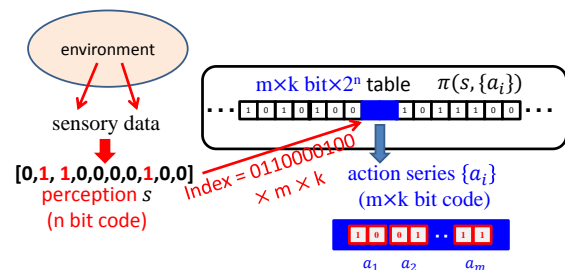 environment
sensory data
[0,1, 1,0,0,0,0,1,0,0]
perception s
(n bit code)
Index = 0110000100
× m × k
m×k bit×2ⁿ table
π(s, {aᵢ})
··· 1 0 1 0 1 0 0 1 0 1 1 1 0 0 ···
action series {aᵢ}
(m×k bit code)
1 0 0 1 ·· 1 1
a₁ a₂ aₘ